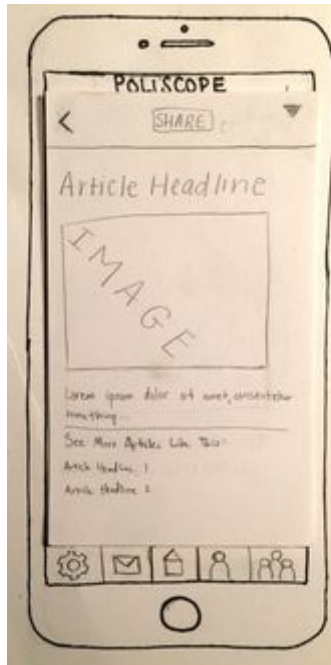 POLISCOPE
SHARE
Article Headline
IMAGE
Lorem ipsum dolor sit amet, consectetur
something...
See More Articles Like This:
Article Headline 1
Article Headline 2